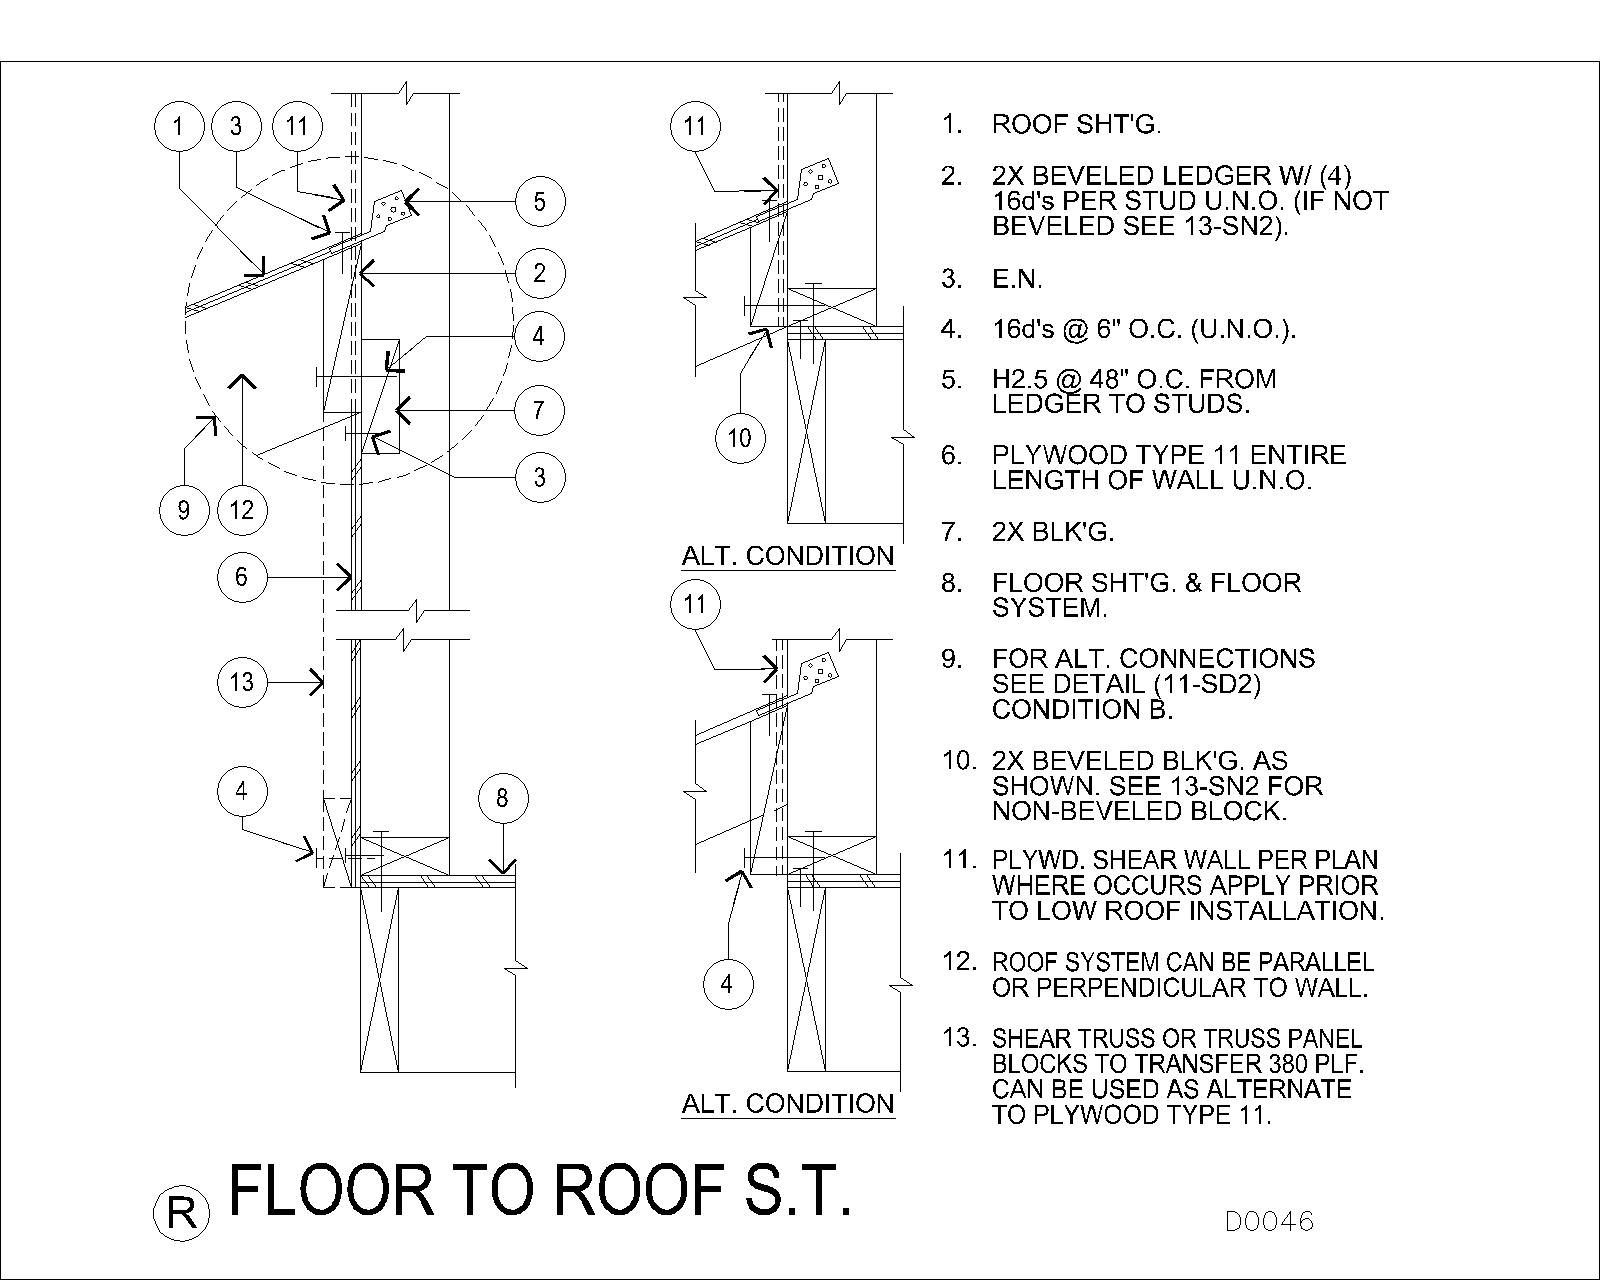 1
3
11
5
2
4
7
3
9
12
6
13
4
8
11
10
ALT. CONDITION
11
4
ALT. CONDITION
1. ROOF SHT'G.
2. 2X BEVELED LEDGER W/ (4)
16d's PER STUD U.N.O. (IF NOT
BEVELED SEE 13-SN2).
3. E.N.
4. 16d's @ 6" O.C. (U.N.O.).
5. H2.5 @ 48" O.C. FROM
LEDGER TO STUDS.
6. PLYWOOD TYPE 11 ENTIRE
LENGTH OF WALL U.N.O.
7. 2X BLK'G.
8. FLOOR SHT'G. & FLOOR
SYSTEM.
9. FOR ALT. CONNECTIONS
SEE DETAIL (11-SD2)
CONDITION B.
10. 2X BEVELED BLK'G. AS
SHOWN. SEE 13-SN2 FOR
NON-BEVELED BLOCK.
11. PLYWD. SHEAR WALL PER PLAN
WHERE OCCURS APPLY PRIOR
TO LOW ROOF INSTALLATION.
12. ROOF SYSTEM CAN BE PARALLEL
OR PERPENDICULAR TO WALL.
13. SHEAR TRUSS OR TRUSS PANEL
BLOCKS TO TRANSFER 380 PLF.
CAN BE USED AS ALTERNATE
TO PLYWOOD TYPE 11.
R FLOOR TO ROOF S.T.
D0046